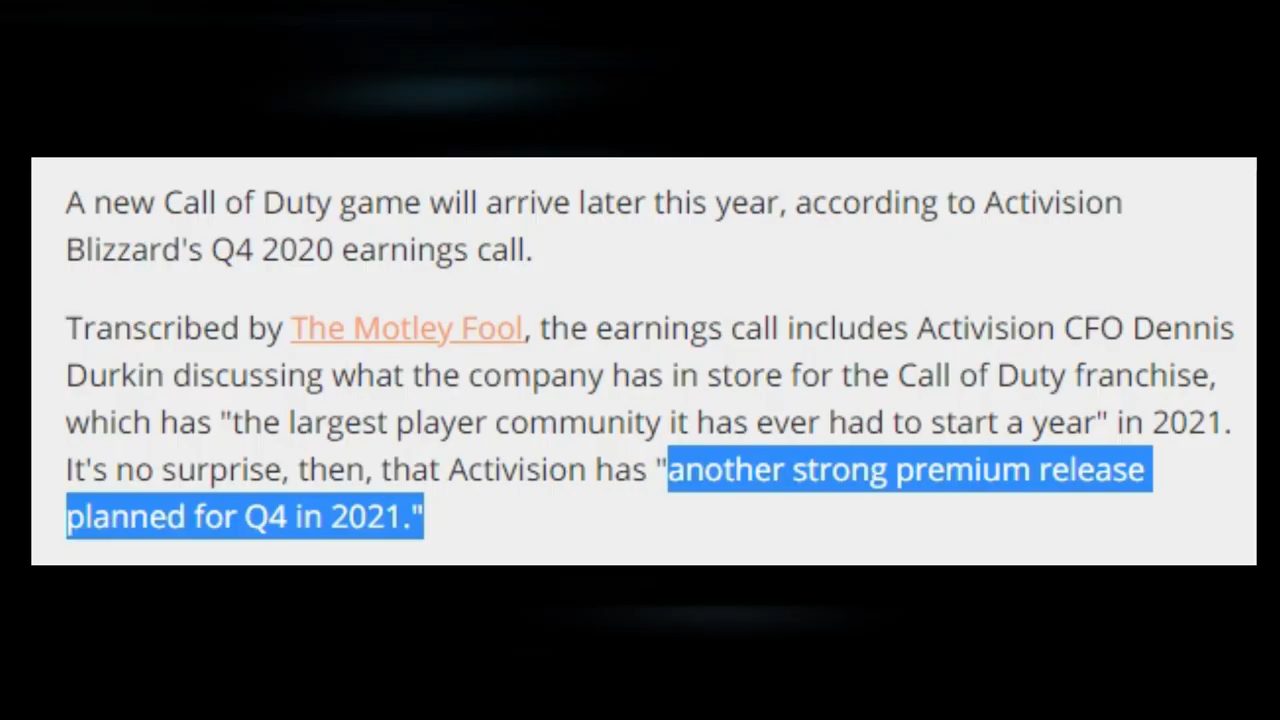 A new Call of Duty game will arrive later this year, according to Activision
Blizzard's Q4 2020 earnings call.
Transcribed by The Motley Fool, the earnings call includes Activision CFO Dennis
Durkin discussing what the company has in store for the Call of Duty franchise,
which has "the largest player community it has ever had to start a year" in 2021.
It's no surprise, then, that Activision has "another strong premium release
planned for Q4 in 2021."